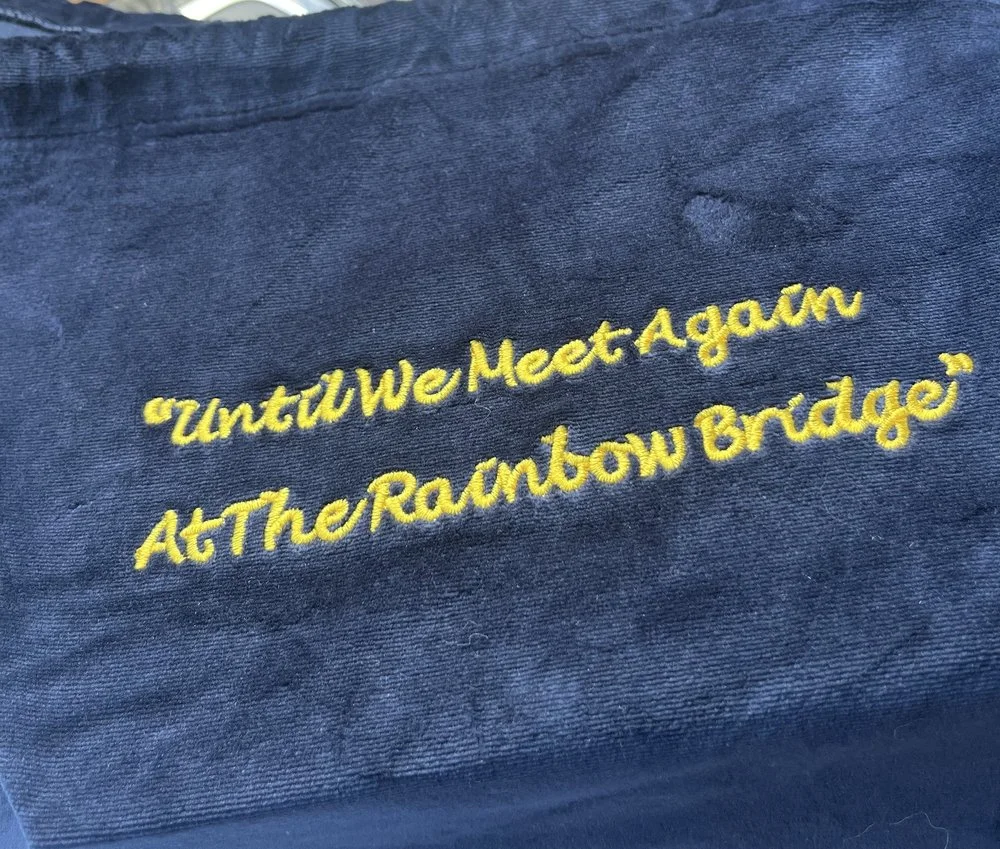 “Until We Meet Again
At The Rainbow Bridge”